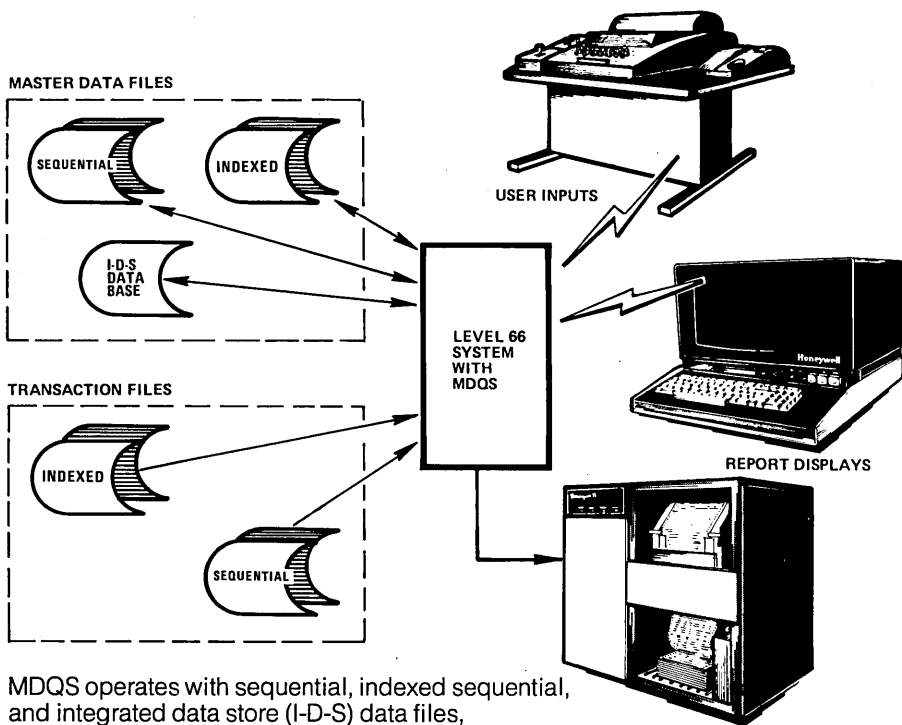 MASTER DATA FILES
SEQUENTIAL
INDEXED
I-D-S
DATA
BASE
USER INPUTS
LEVEL 66
SYSTEM
WITH
MDQS
Honeywell
TRANSACTION FILES
INDEXED
SEQUENTIAL
REPORT DISPLAYS
Honeywell
MDQS operates with sequential, indexed sequential,
and integrated data store (I-D-S) data files,